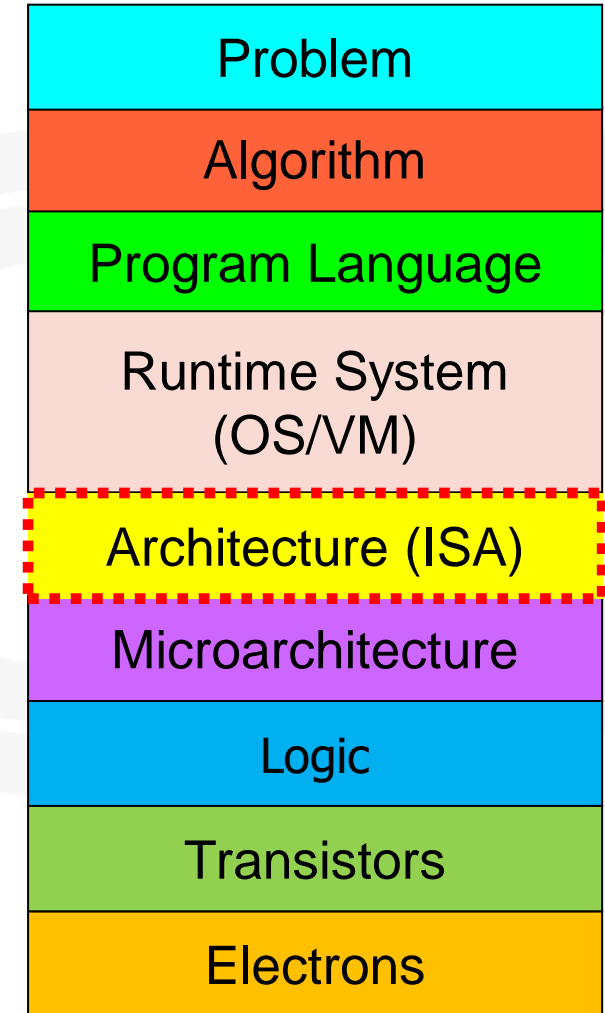 Problem
Algorithm
Program Language
Runtime System
(OS/VM)
Architecture (ISA)
Microarchitecture
Logic
Transistors
Electrons